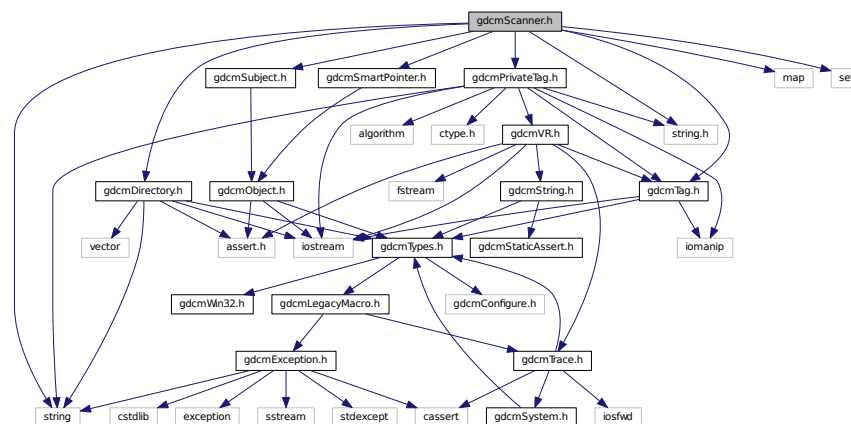 gdcmScanner.h
gdcmSubject.h
gdcmSmartPointer.h
gdcmPrivateTag.h
map
se
algorithm
ctype.h
gdcmVR.h
string.h
gdcmDirectory.h
gdcmObject.h
fstream
gdcmString.h
gdcmTag.h
vector
assert.h
iostream
gdcmTypes.h
gdcmStaticAssert.h
iomanip
gdcmWin32.h
gdcmLegacyMacro.h
gdcmConfigure.h
gdcmException.h
gdcmTrace.h
string
cstdlib
exception
sstream
stdexcept
cassert
gdcmSystem.h
iosfwd